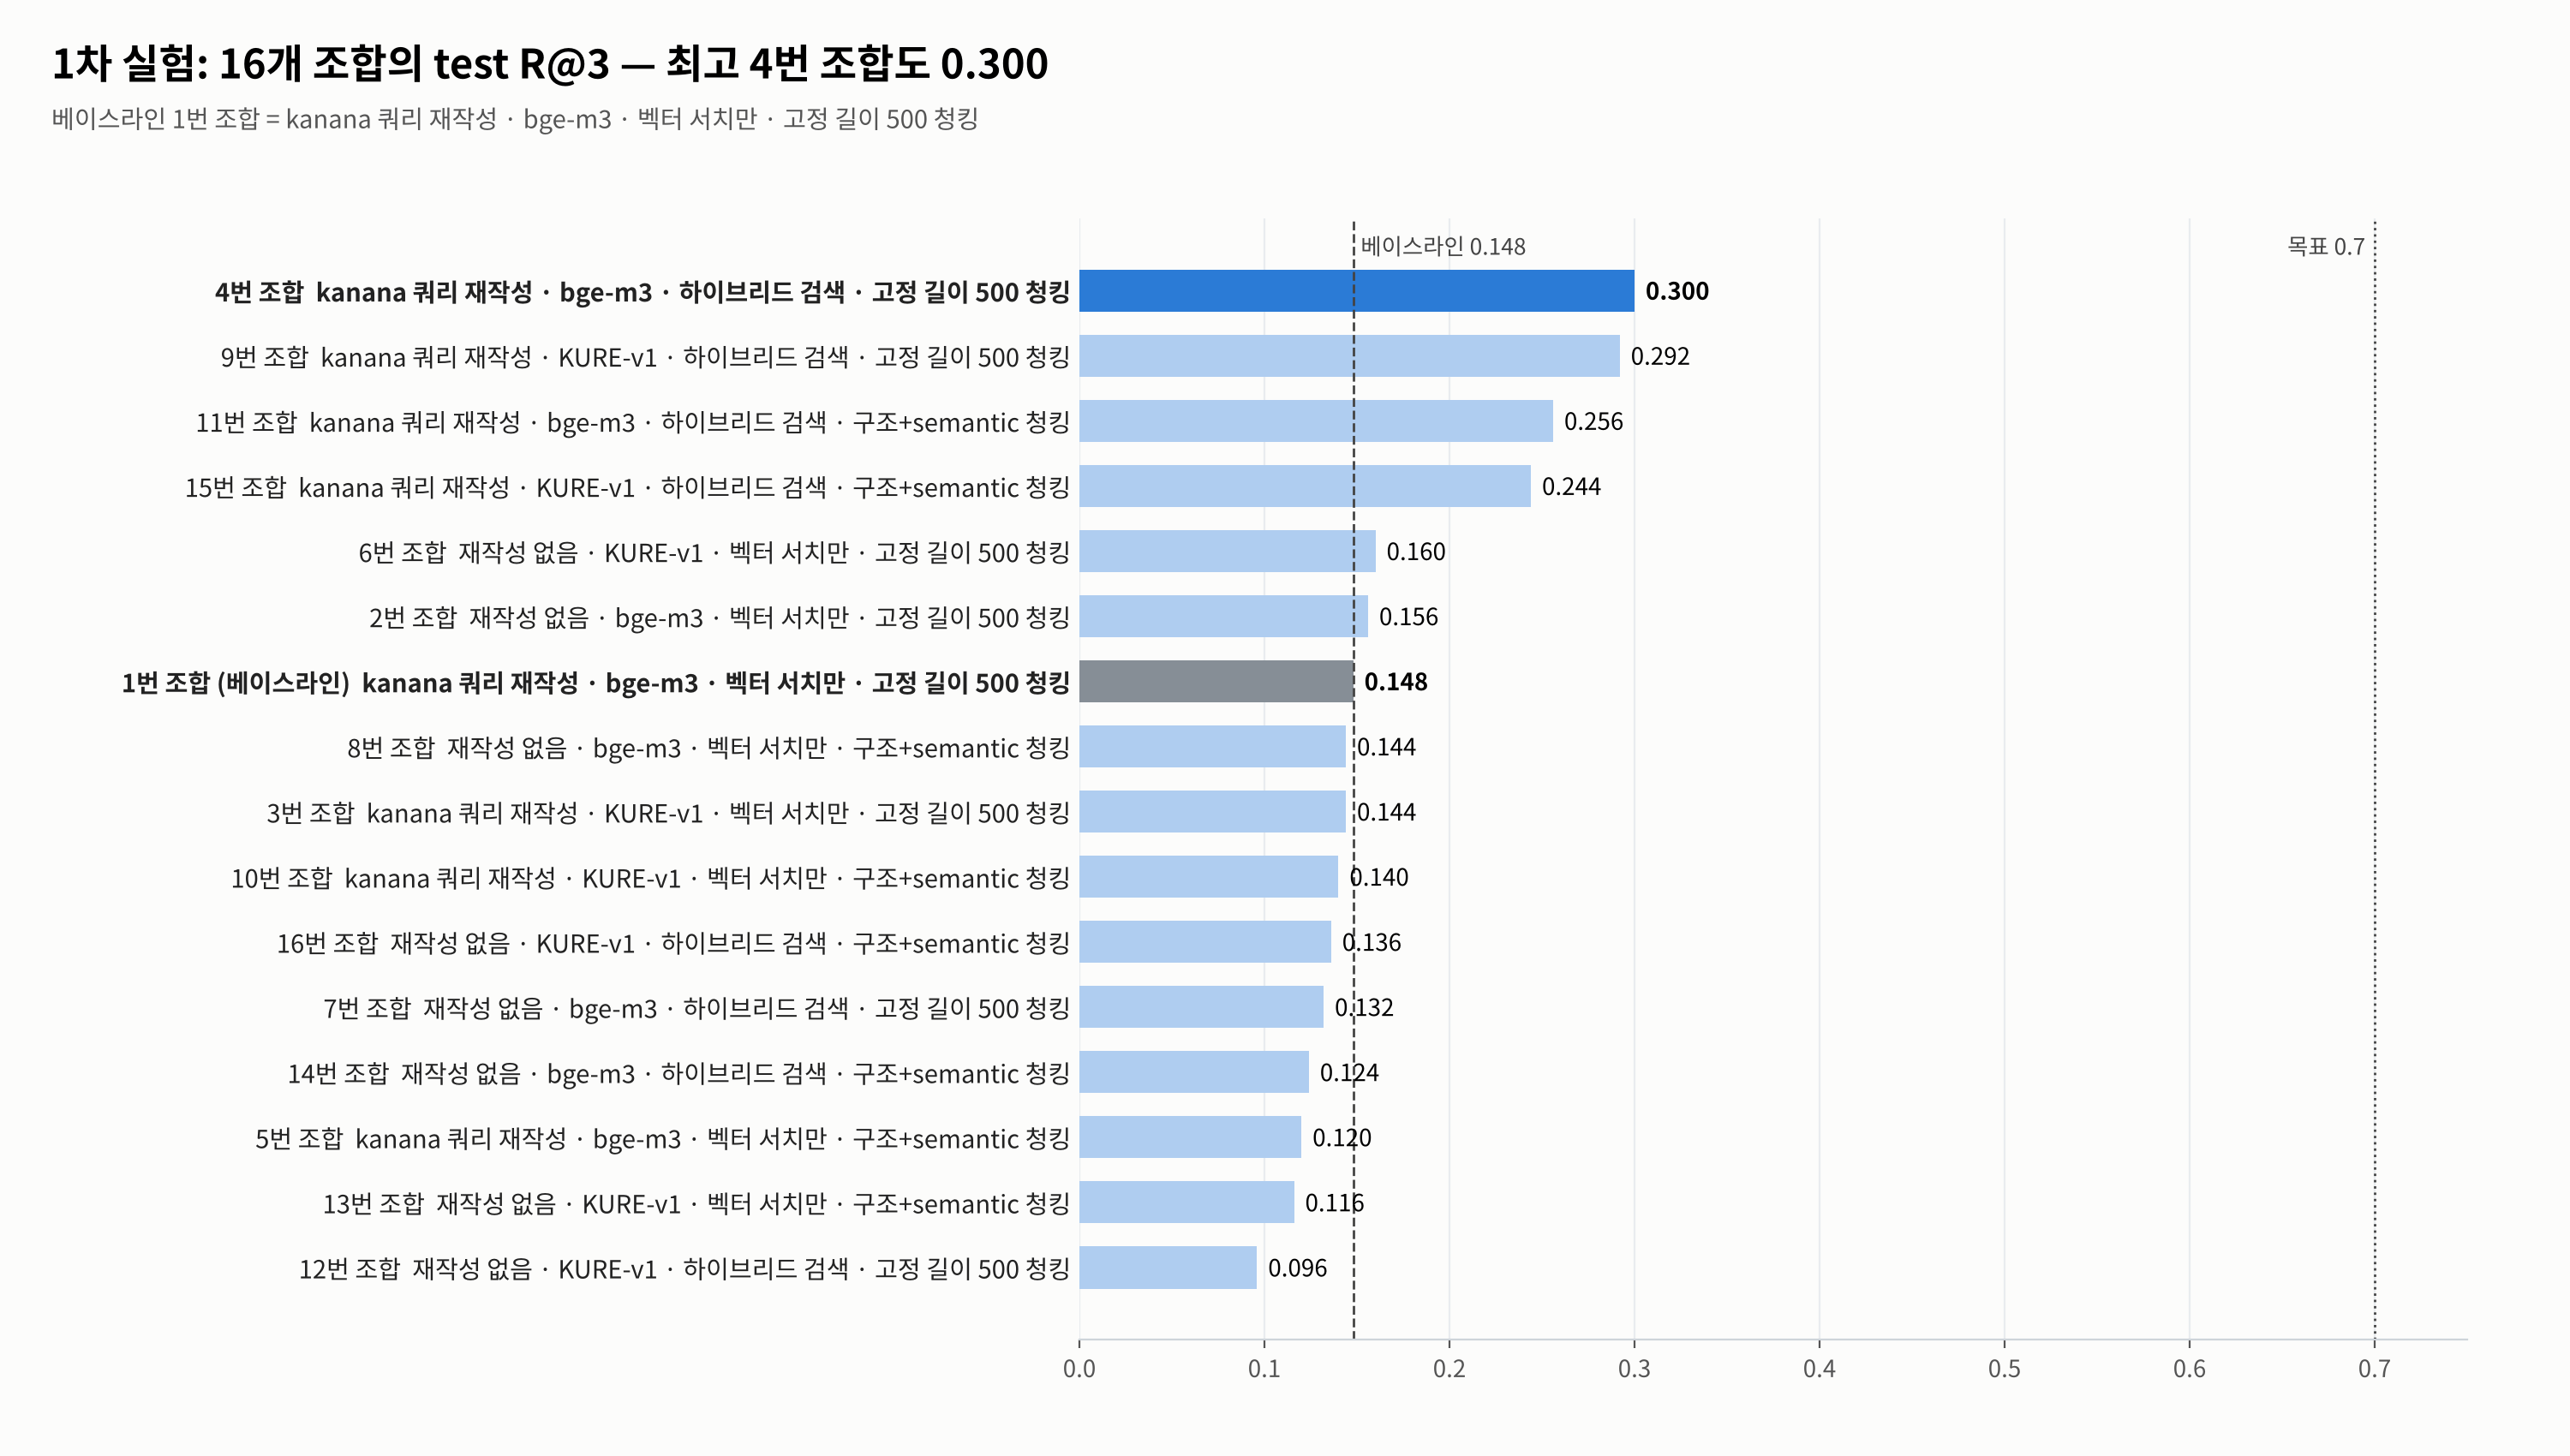 1차 실험: 16개 조합의 test R@3 — 최고 4번 조합도 0.300
베이스라인 1번 조합 = kanana 쿼리 재작성 · bge-m3 · 벡터 서치만 · 고정 길이 500 청킹
베이스라인 0.148
목표 0.7
4번 조합 kanana 쿼리 재작성 · bge-m3 · 하이브리드 검색 · 고정 길이 500 청킹 0.300
9번 조합 kanana 쿼리 재작성 · KURE-v1 · 하이브리드 검색 · 고정 길이 500 청킹 0.292
11번 조합 kanana 쿼리 재작성 · bge-m3 · 하이브리드 검색 · 구조+semantic 청킹 0.256
15번 조합 kanana 쿼리 재작성 · KURE-v1 · 하이브리드 검색 · 구조+semantic 청킹 0.244
6번 조합 재작성 없음 · KURE-v1 · 벡터 서치만 · 고정 길이 500 청킹 0.160
2번 조합 재작성 없음 · bge-m3 · 벡터 서치만 · 고정 길이 500 청킹 0.156
1번 조합 (베이스라인) kanana 쿼리 재작성 · bge-m3 · 벡터 서치만 · 고정 길이 500 청킹 0.148
8번 조합 재작성 없음 · bge-m3 · 벡터 서치만 · 구조+semantic 청킹 0.144
3번 조합 kanana 쿼리 재작성 · KURE-v1 · 벡터 서치만 · 고정 길이 500 청킹 0.144
10번 조합 kanana 쿼리 재작성 · KURE-v1 · 벡터 서치만 · 구조+semantic 청킹 0.140
16번 조합 재작성 없음 · KURE-v1 · 하이브리드 검색 · 구조+semantic 청킹 0.136
7번 조합 재작성 없음 · bge-m3 · 하이브리드 검색 · 고정 길이 500 청킹 0.132
14번 조합 재작성 없음 · bge-m3 · 하이브리드 검색 · 구조+semantic 청킹 0.124
5번 조합 kanana 쿼리 재작성 · bge-m3 · 벡터 서치만 · 구조+semantic 청킹 0.120
13번 조합 재작성 없음 · KURE-v1 · 벡터 서치만 · 구조+semantic 청킹 0.116
12번 조합 재작성 없음 · KURE-v1 · 하이브리드 검색 · 고정 길이 500 청킹 0.096
0.0 0.1 0.2 0.3 0.4 0.5 0.6 0.7